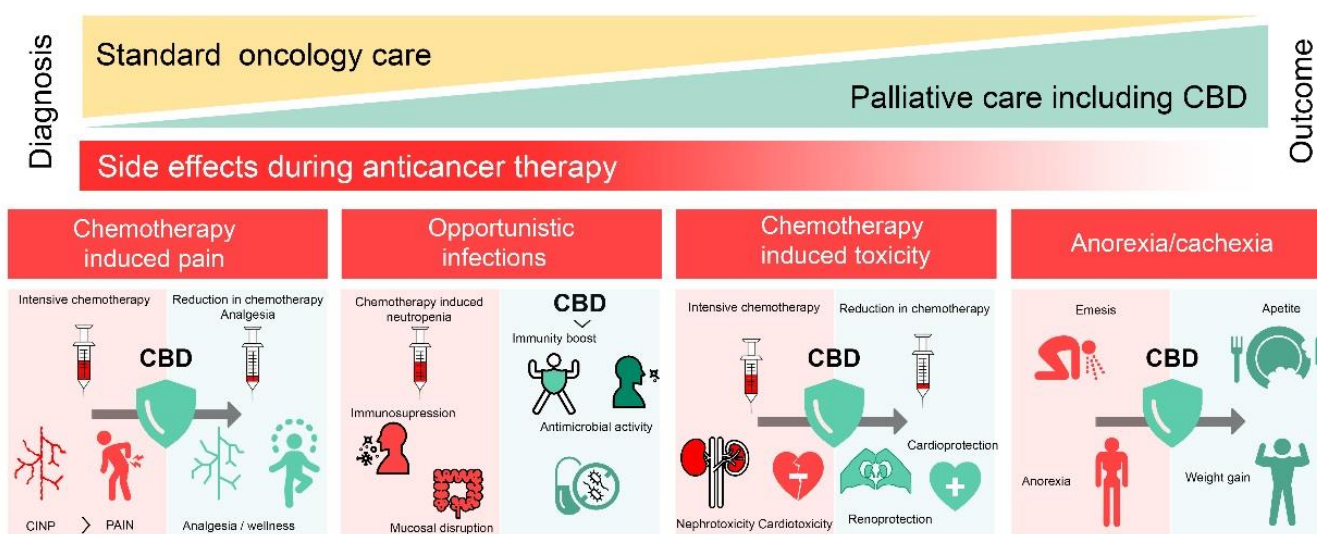 Diagnosis
Standard oncology care
Palliative care including CBD
Outcome
Side effects during anticancer therapy
Chemotherapy
induced pain
Intensive chemotherapy
Reduction in chemotherapy
Analgesia
CBD
CINP > PAIN
Analgesia / wellness
Opportunistic
infections
Chemotherapy induced
neutropenia
CBD
Immunity boost
Immunosupression
Antimicrobial activity
Mucosal disruption
Chemotherapy
induced toxicity
Intensive chemotherapy
Reduction in chemotherapy
CBD
Cardioprotection
Nephrotoxicity Cardiotoxicity
Renoprotection
Anorexia/cachexia
Emesis
Apetite
CBD
Anorexia
Weight gain